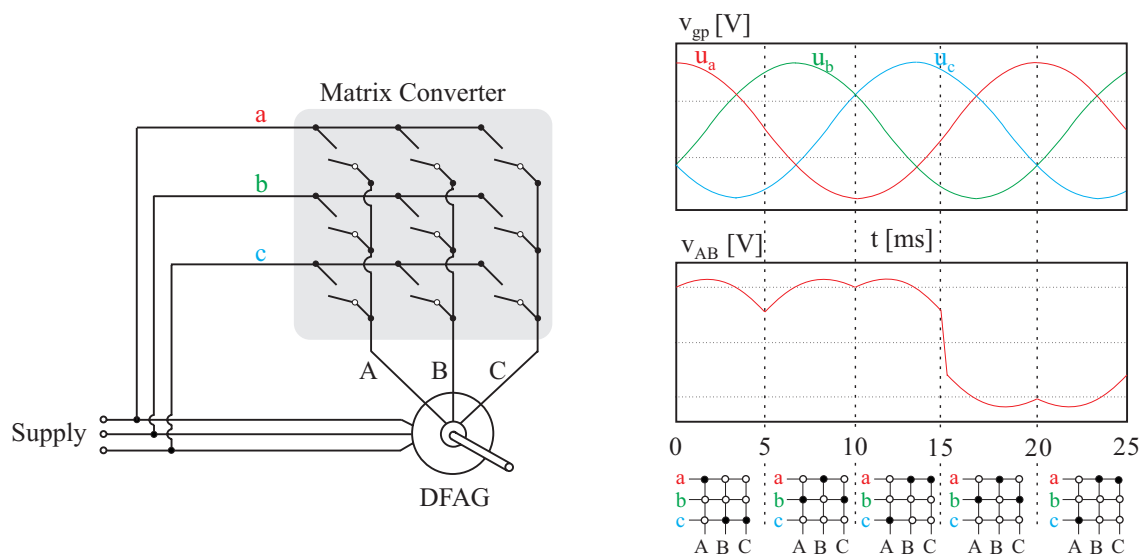 Matrix Converter
a
b
c
A B C
Supply
DFAG
v_gp [V]
u_a u_b u_c
t [ms]
v_AB [V]
0 5 10 15 20 25
a a a a a
b b b b b
c c c c c
A B C A B C A B C A B C A B C